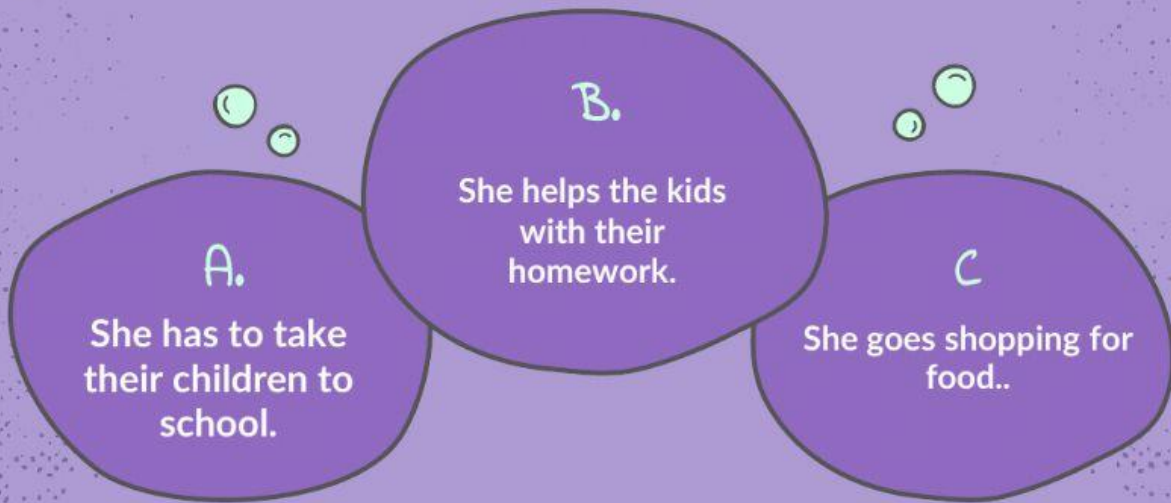 A.
She has to take
their children to
school.
B.
She helps the kids
with their
homework.
C
She goes shopping for
food..